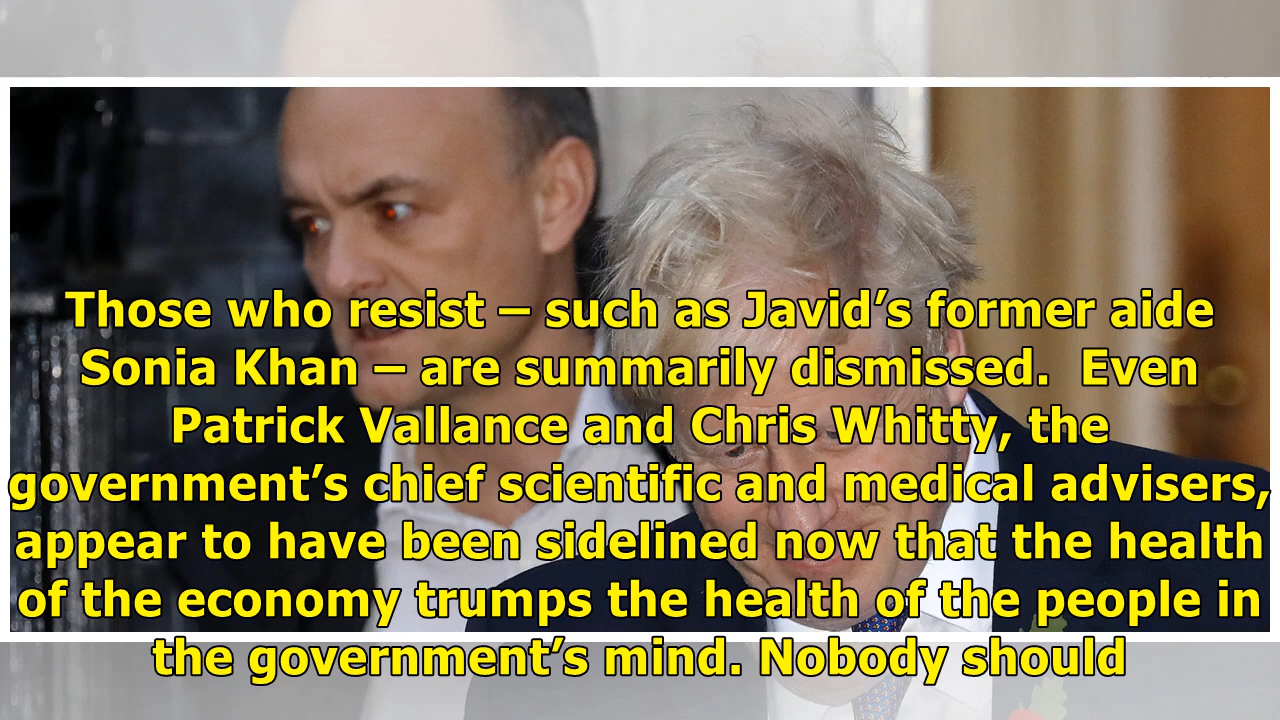 Those who resist – such as Javid’s former aide
Sonia Khan – are summarily dismissed.  Even
Patrick Vallance and Chris Whitty, the
government’s chief scientific and medical advisers,
appear to have been sidelined now that the health
of the economy trumps the health of the people in
the government’s mind. Nobody should